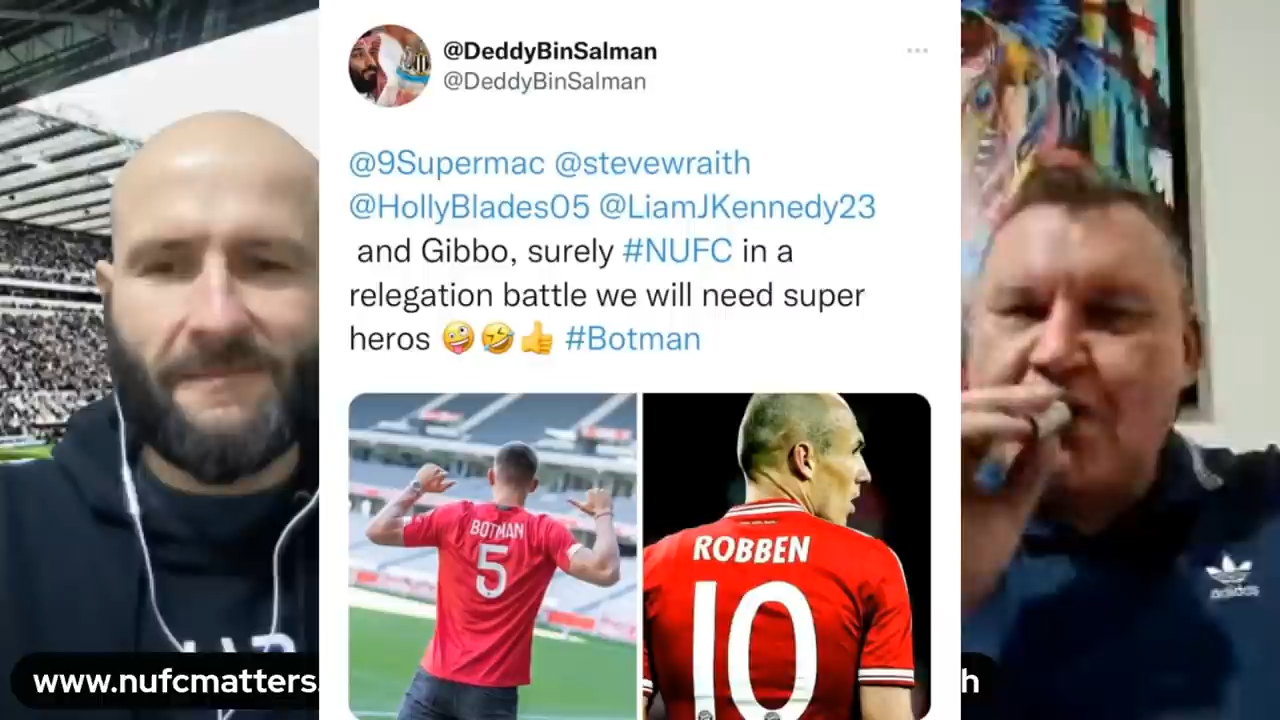 @DeddyBinSalman
@DeddyBinSalman
@9Supermac @stevewraith
@HollyBlades05 @LiamJKennedy23
and Gibbo, surely #NUFC in a
relegation battle we will need super
heros 🤪🤣👍 #Botman
BOTMAN
5
ROBBEN
10
adidas
www.nufcmatters.
h